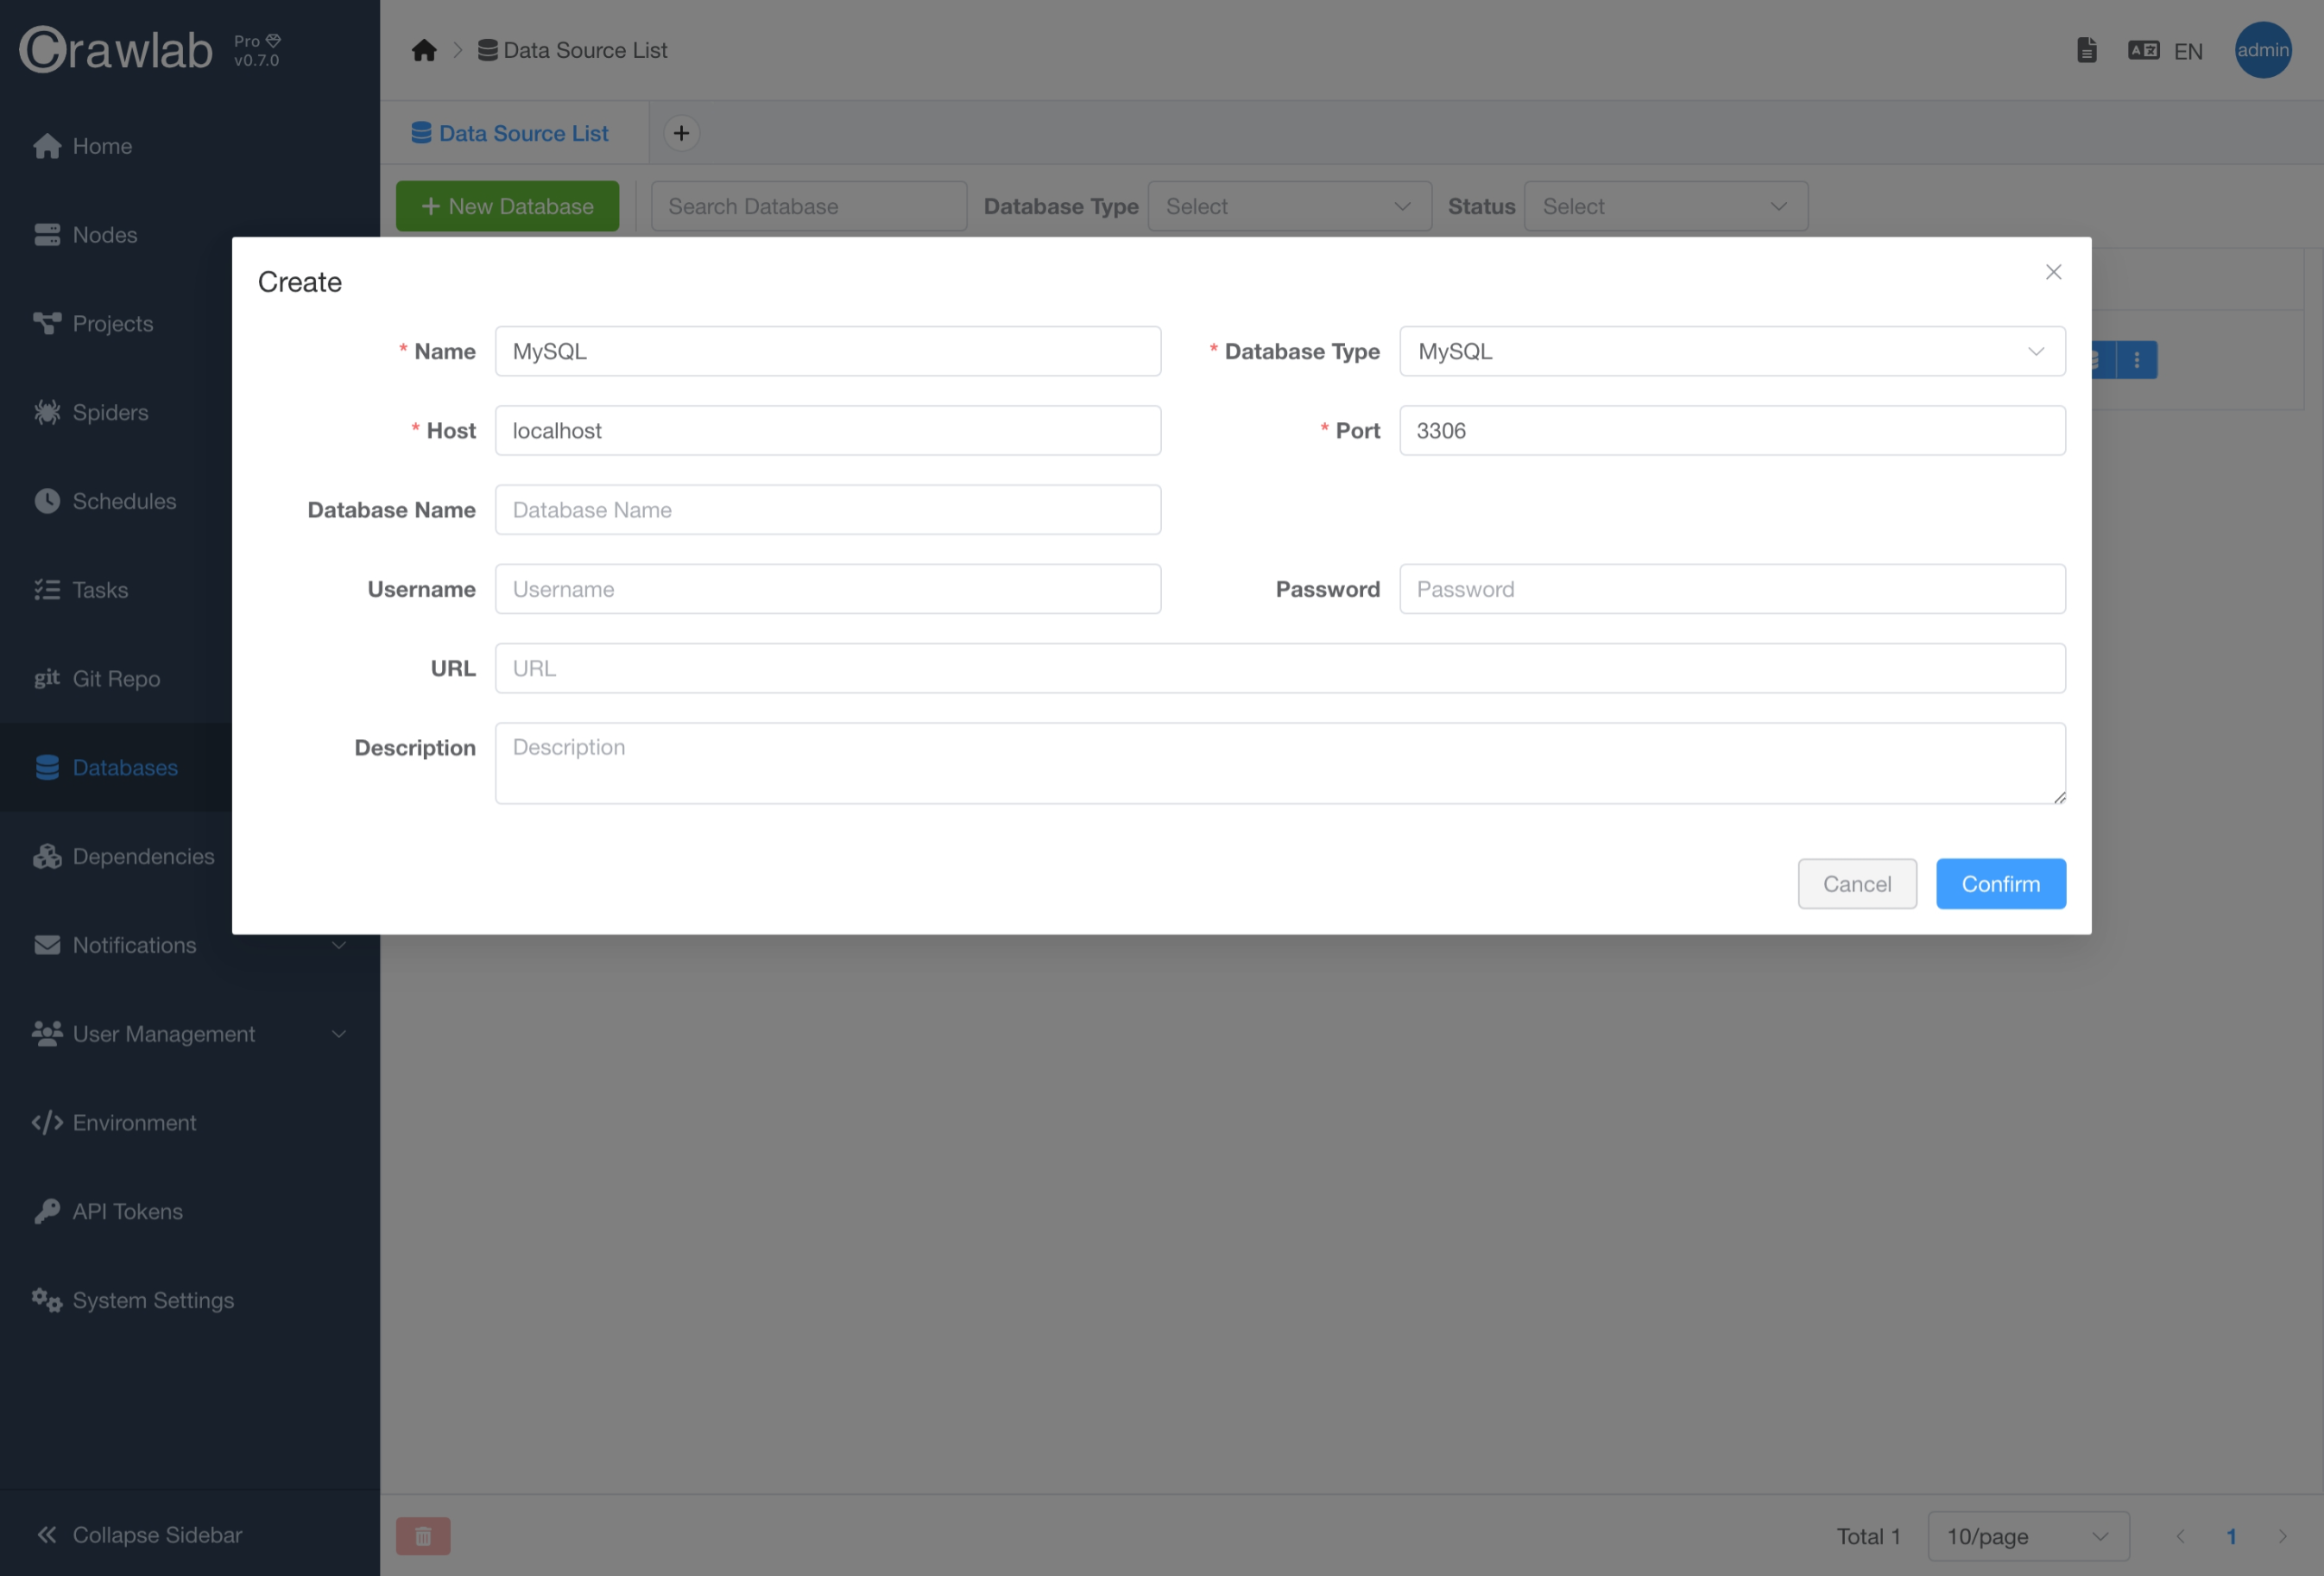 Crawlab Pro v0.7.0
Home
Nodes
Projects
Spiders
Schedules
Tasks
git Git Repo
Databases
Dependencies
Notifications
User Management
Environment
API Tokens
System Settings
Collapse Sidebar
Data Source List
EN
admin
Data Source List
New Database
Search Database
Database Type Select
Status Select
Create
* Name MySQL
* Database Type MySQL
* Host localhost
* Port 3306
Database Name Database Name
Username Username
Password Password
URL URL
Description Description
Cancel
Confirm
Total 1
10/page
1